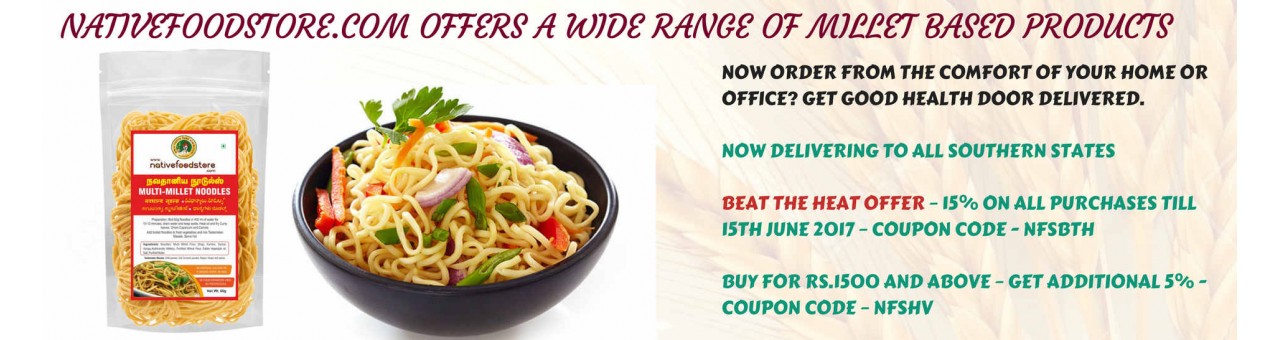 NATIVEFOODSTORE.COM OFFERS A WIDE RANGE OF MILLET BASED PRODUCTS
NOW ORDER FROM THE COMFORT OF YOUR HOME OR
OFFICE? GET GOOD HEALTH DOOR DELIVERED.
NOW DELIVERING TO ALL SOUTHERN STATES
BEAT THE HEAT OFFER – 15% ON ALL PURCHASES TILL
15TH JUNE 2017 – COUPON CODE - NFSBTH
BUY FOR RS.1500 AND ABOVE – GET ADDITIONAL 5% -
COUPON CODE – NFSHV
www.
nativefoodstore
.com
நவதானிய நூடுல்ஸ்
MULTI-MILLET NOODLES